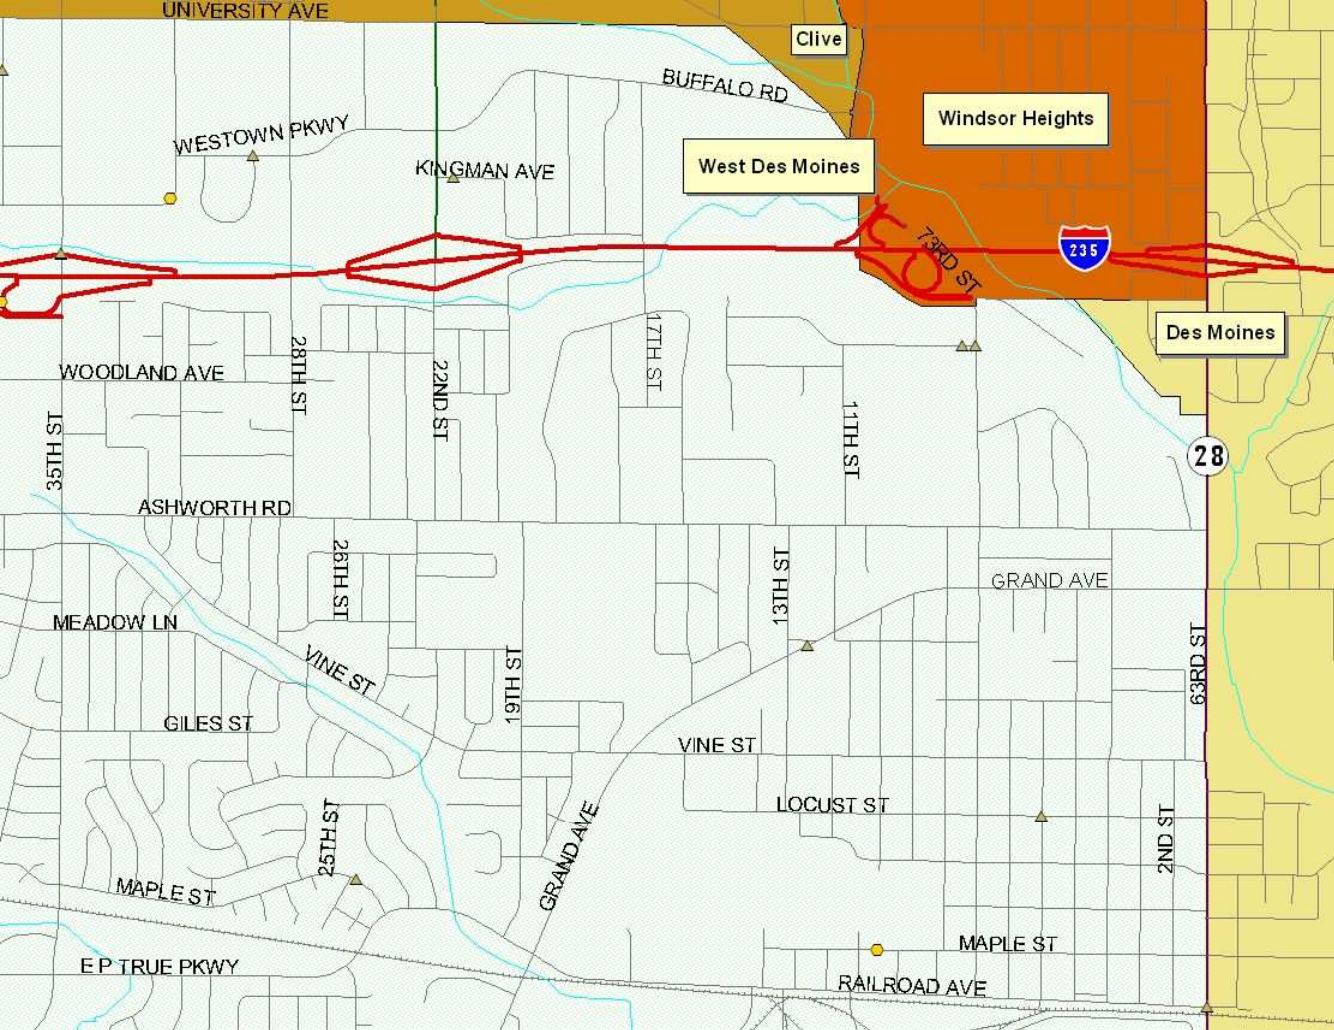 UNIVERSITY AVE
Clive
BUFFALO RD
Windsor Heights
WESTOWN PKWY
KINGMAN AVE
West Des Moines
73RD ST
235
Des Moines
17TH ST
28TH ST
22ND ST
WOODLAND AVE
11TH ST
35TH ST
28
ASHWORTH RD
26TH ST
13TH ST
GRAND AVE
MEADOW LN
63RD ST
VINE ST
19TH ST
GILES ST
VINE ST
LOCUST ST
25TH ST
GRAND AVE
2ND ST
MAPLE ST
MAPLE ST
E P TRUE PKWY
RAILROAD AVE